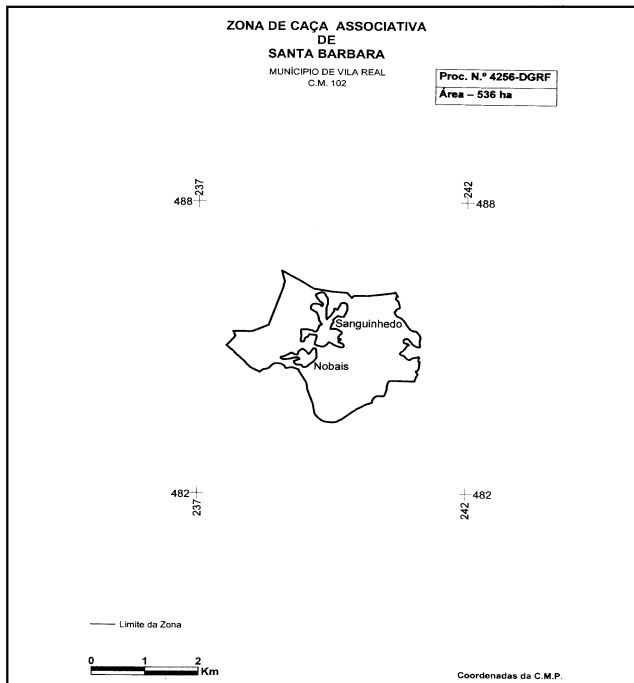 ZONA DE CAÇA ASSOCIATIVA
DE
SANTA BARBARA
MUNÍCIPIO DE VILA REAL
C.M. 102
Proc. N.º 4256-DGRF
Área – 536 ha
237
488
242
488
Sanguinhedo
Nobais
482
237
482
242
Limite da Zona
0 1 2
Km
Coordenadas da C.M.P.